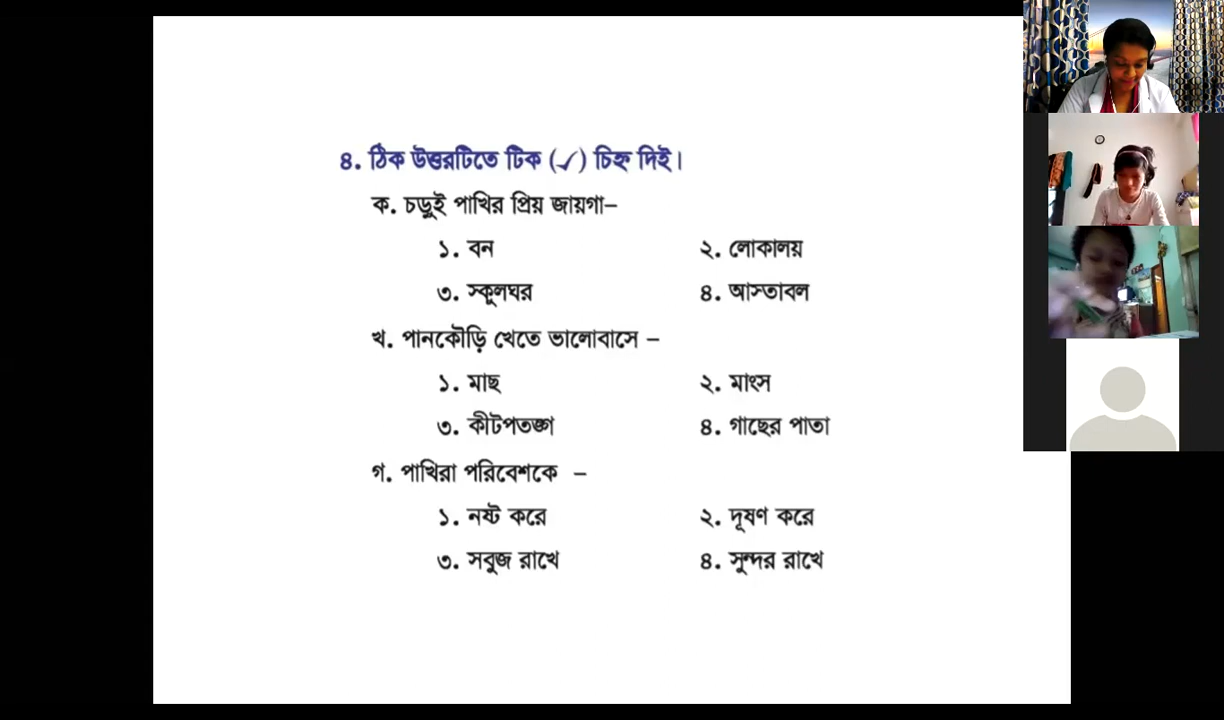 ৪. ঠিক উত্তরটিতে টিক (✓) চিহ্ন দিই।
ক. চড়ুই পাখির প্রিয় জায়গা–
১. বন ২. লোকালয়
৩. স্কুলঘর ৪. আস্তাবল
খ. পানকৌড়ি খেতে ভালোবাসে –
১. মাছ ২. মাংস
৩. কীটপতঙ্গ ৪. গাছের পাতা
গ. পাখিরা পরিবেশকে –
১. নষ্ট করে ২. দূষণ করে
৩. সবুজ রাখে ৪. সুন্দর রাখে